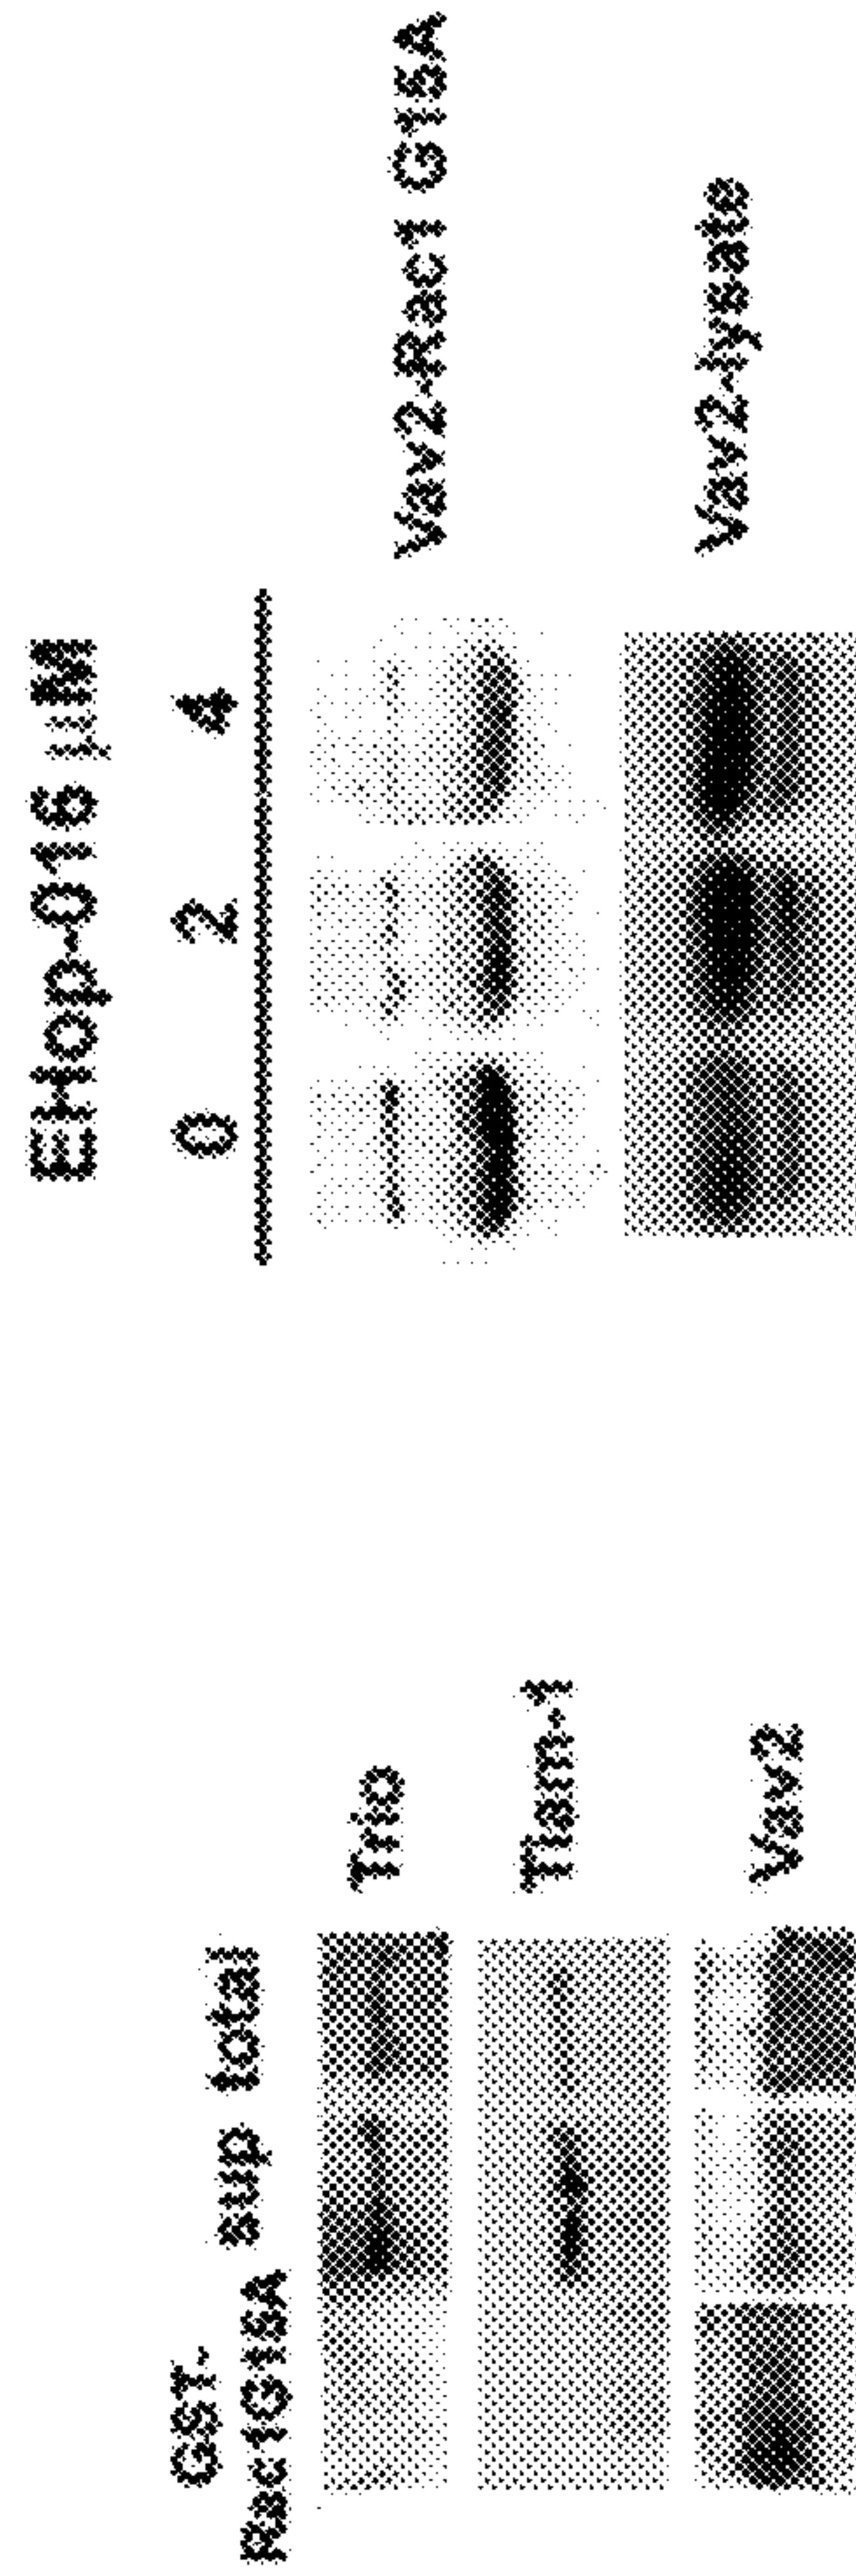 GST-
Rac1G15A sup total
Trio
Tiam-1
Vav2
EHop-016 µM
0 2 4
Vav2-Rac1 G15A
Vav2-lysate